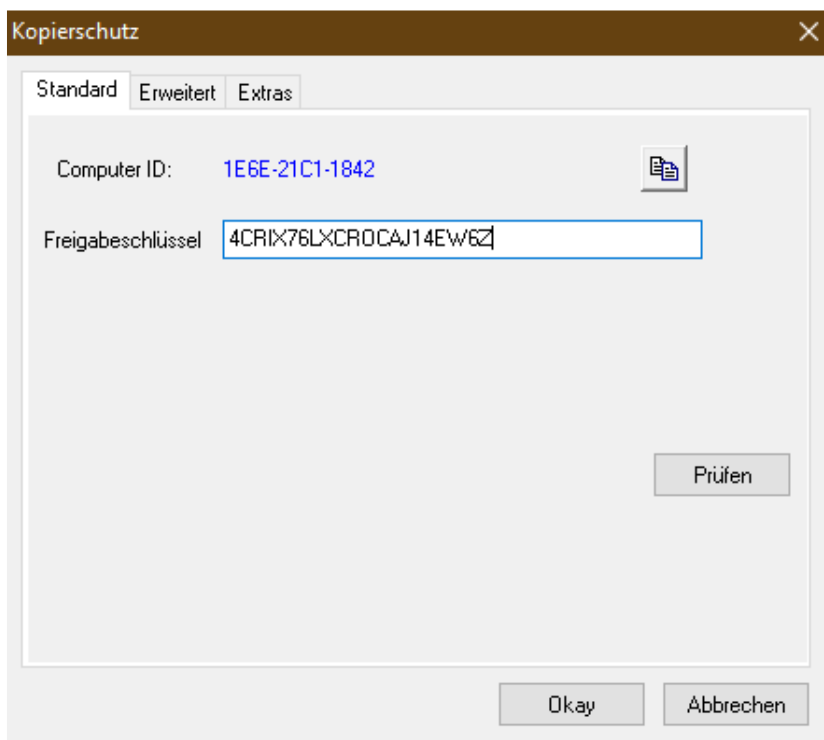 Kopierschutz
Standard Erweitert Extras
Computer ID: 1E6E-21C1-1842
Freigabeschlüssel 4CRIX76LXCROCAJ14EW6Z
Prüfen
Okay Abbrechen